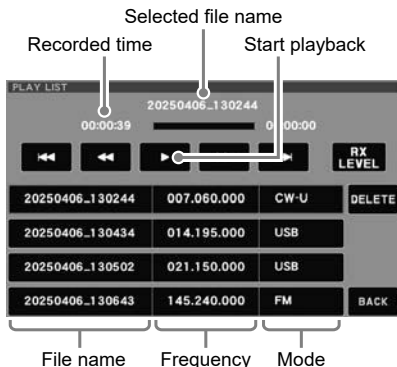 Selected file name
Recorded time Start playback
PLAY LIST
20250406_130244
00:00:39 00:00:00
RX
LEVEL
20250406_130244 007.060.000 CW-U DELETE
20250406_130434 014.195.000 USB
20250406_130502 021.150.000 USB
20250406_130643 145.240.000 FM BACK
File name Frequency Mode